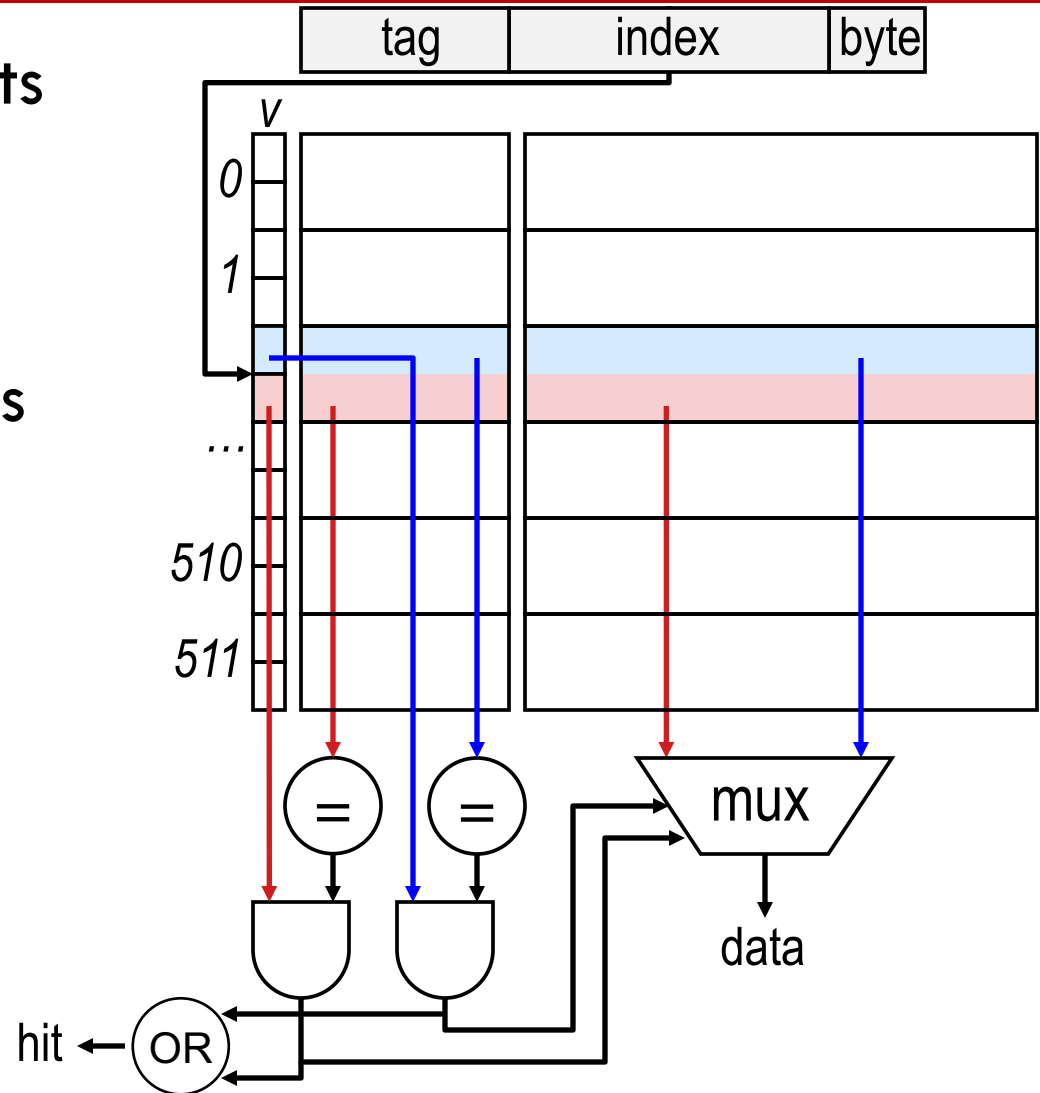 tag index byte
ts
v
0
1
s
...
510
511
= = mux
data
hit OR